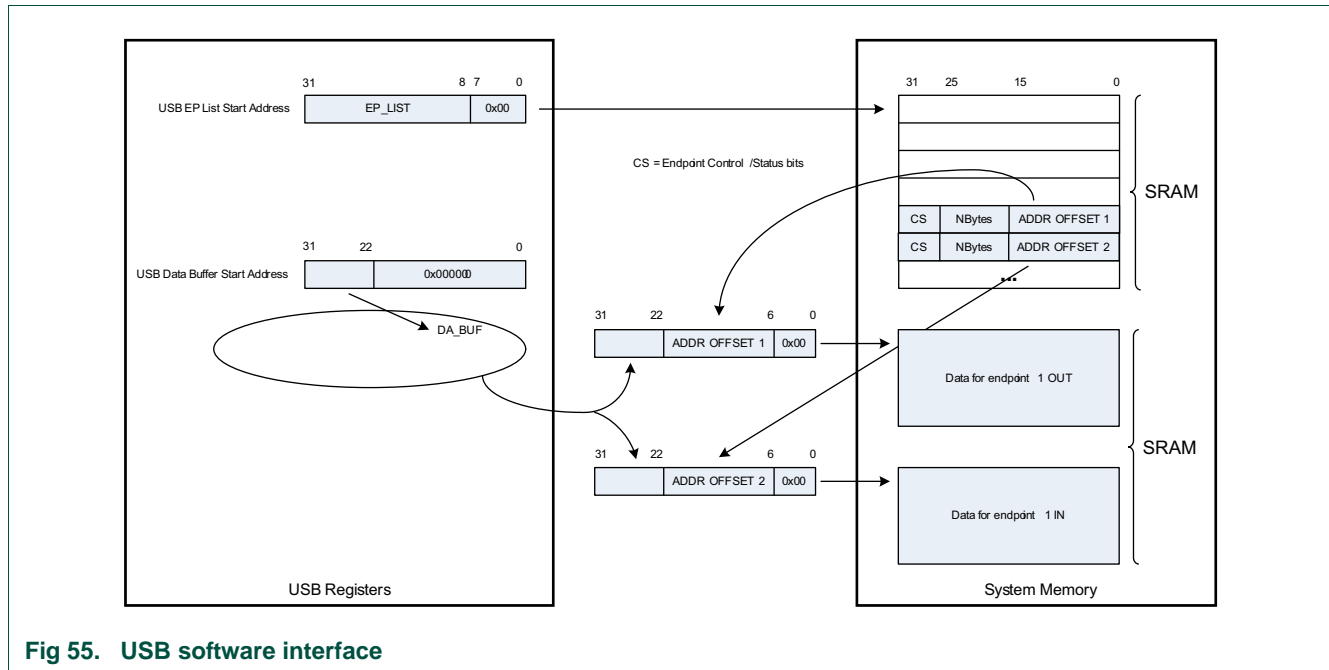 31 8 7 0
USB EP List Start Address EP_LIST 0x00
31 22 0
USB Data Buffer Start Address 0x000000
DA_BUF
USB Registers
CS = Endpoint Control /Status bits
31 22 6 0
ADDR OFFSET 1 0x00
31 22 6 0
ADDR OFFSET 2 0x00
31 25 15 0
CS NBytes ADDR OFFSET 1
CS NBytes ADDR OFFSET 2
...
SRAM
Data for endpoint 1 OUT
Data for endpoint 1 IN
SRAM
System Memory
Fig 55. USB software interface